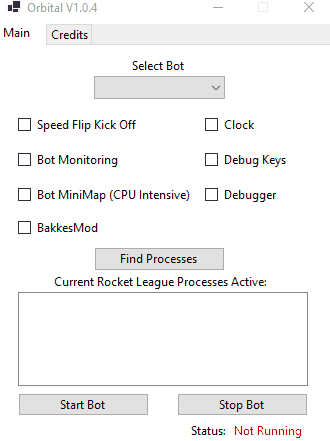 Orbital V1.0.4
Main Credits
Select Bot
Speed Flip Kick Off Clock
Bot Monitoring Debug Keys
Bot MiniMap (CPU Intensive) Debugger
BakkesMod
Find Processes
Current Rocket League Processes Active:
Start Bot Stop Bot
Status: Not Running